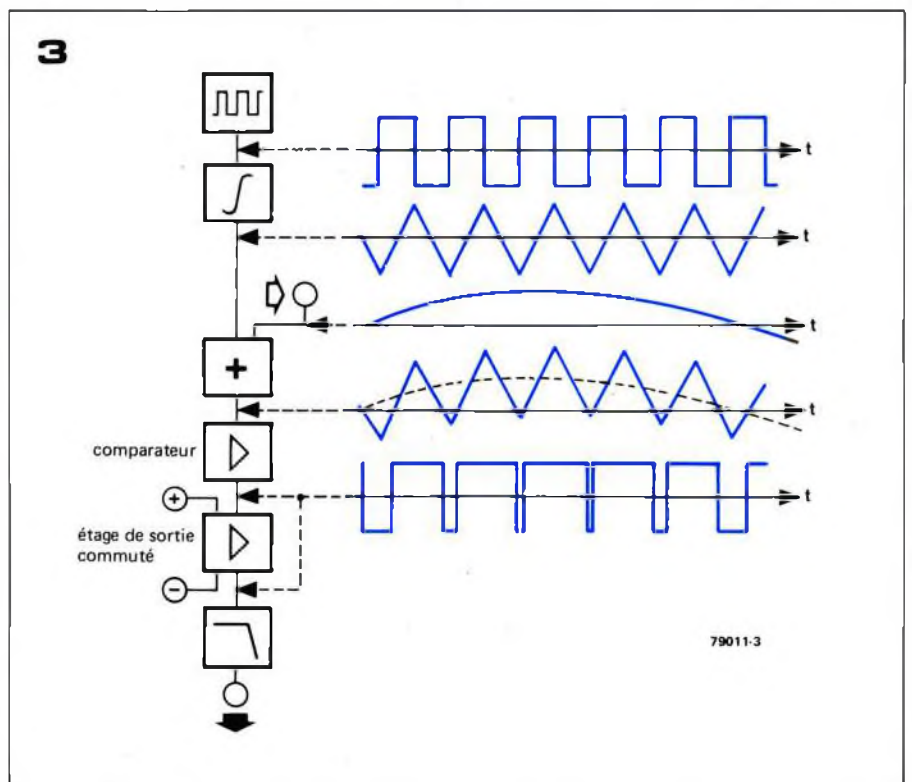 3
t
t
t
+
t
comparateur
+
t
étage de sortie
commuté
−
79011-3